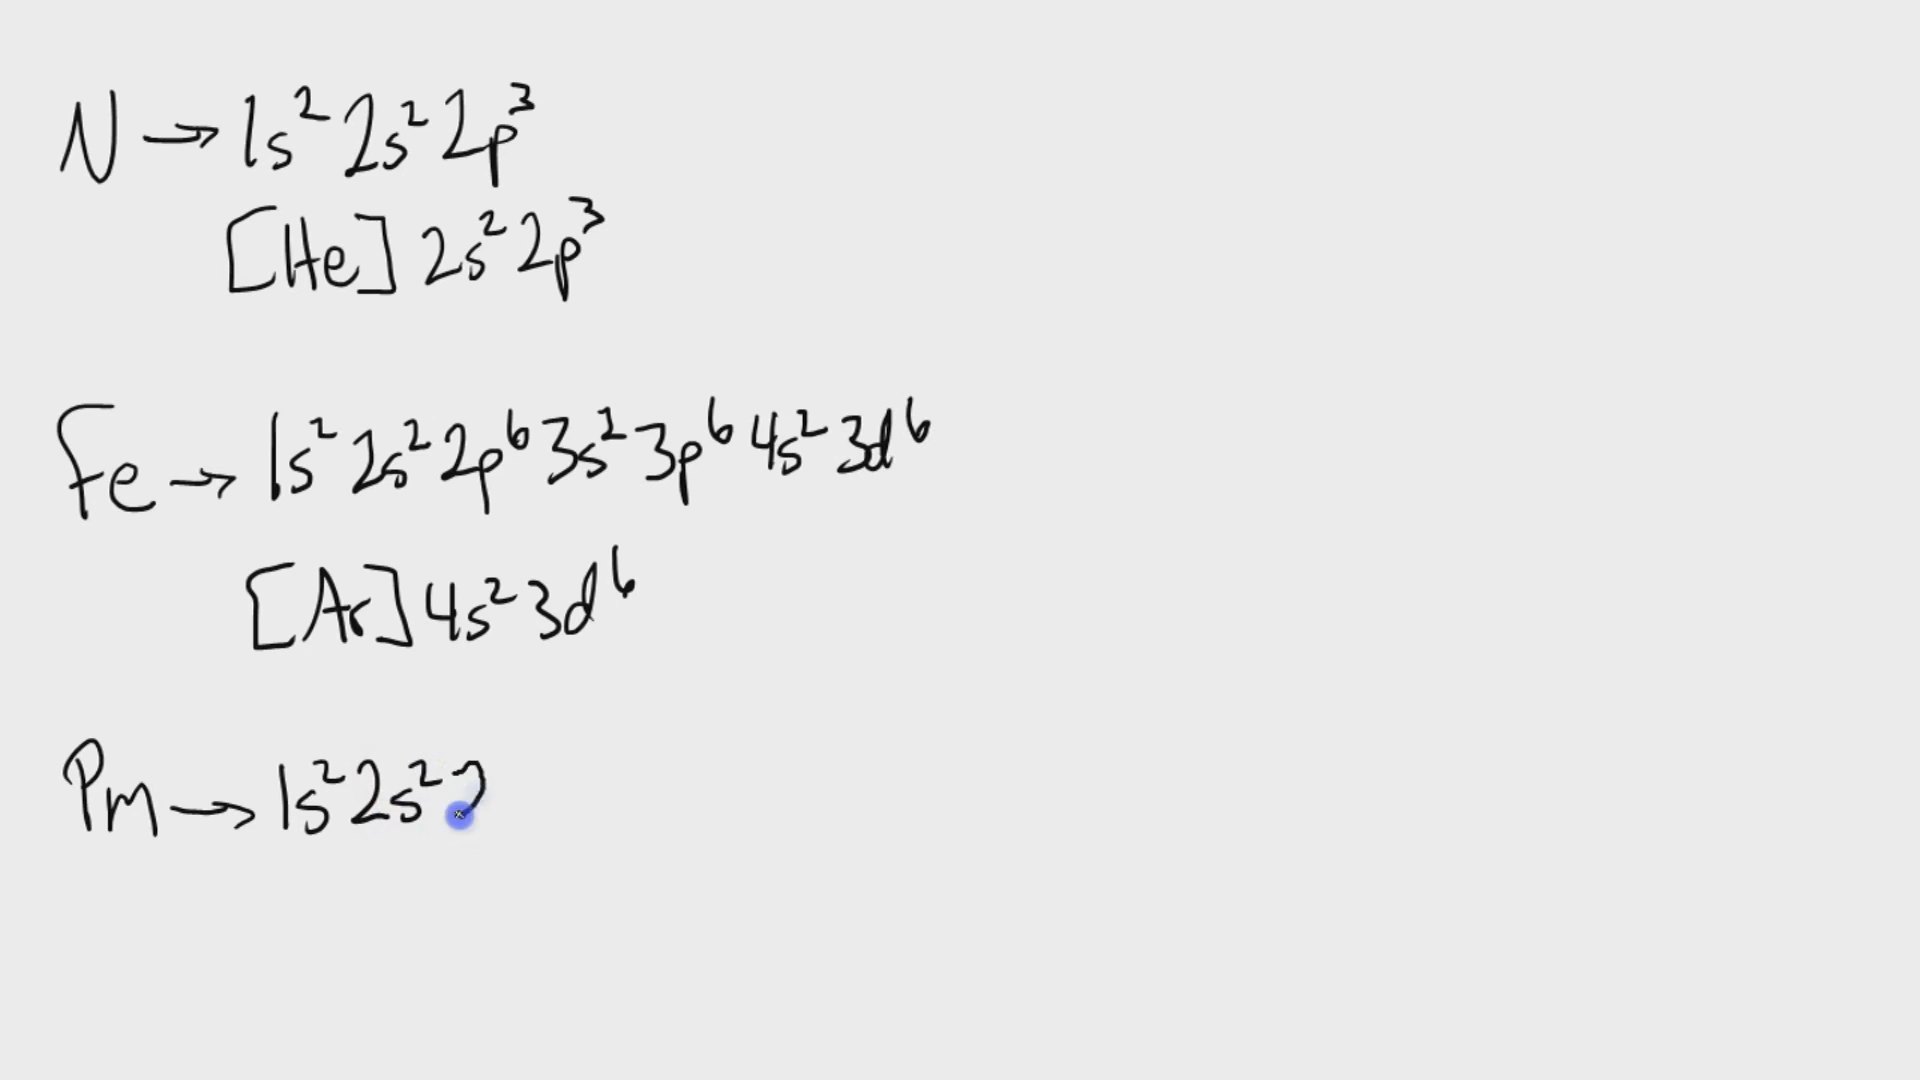 N → 1s² 2s² 2p³
[He] 2s² 2p³
Fe → 1s² 2s² 2p⁶ 3s² 3p⁶ 4s² 3d⁶
[Ar] 4s² 3d⁶
Pm → 1s² 2s² 2